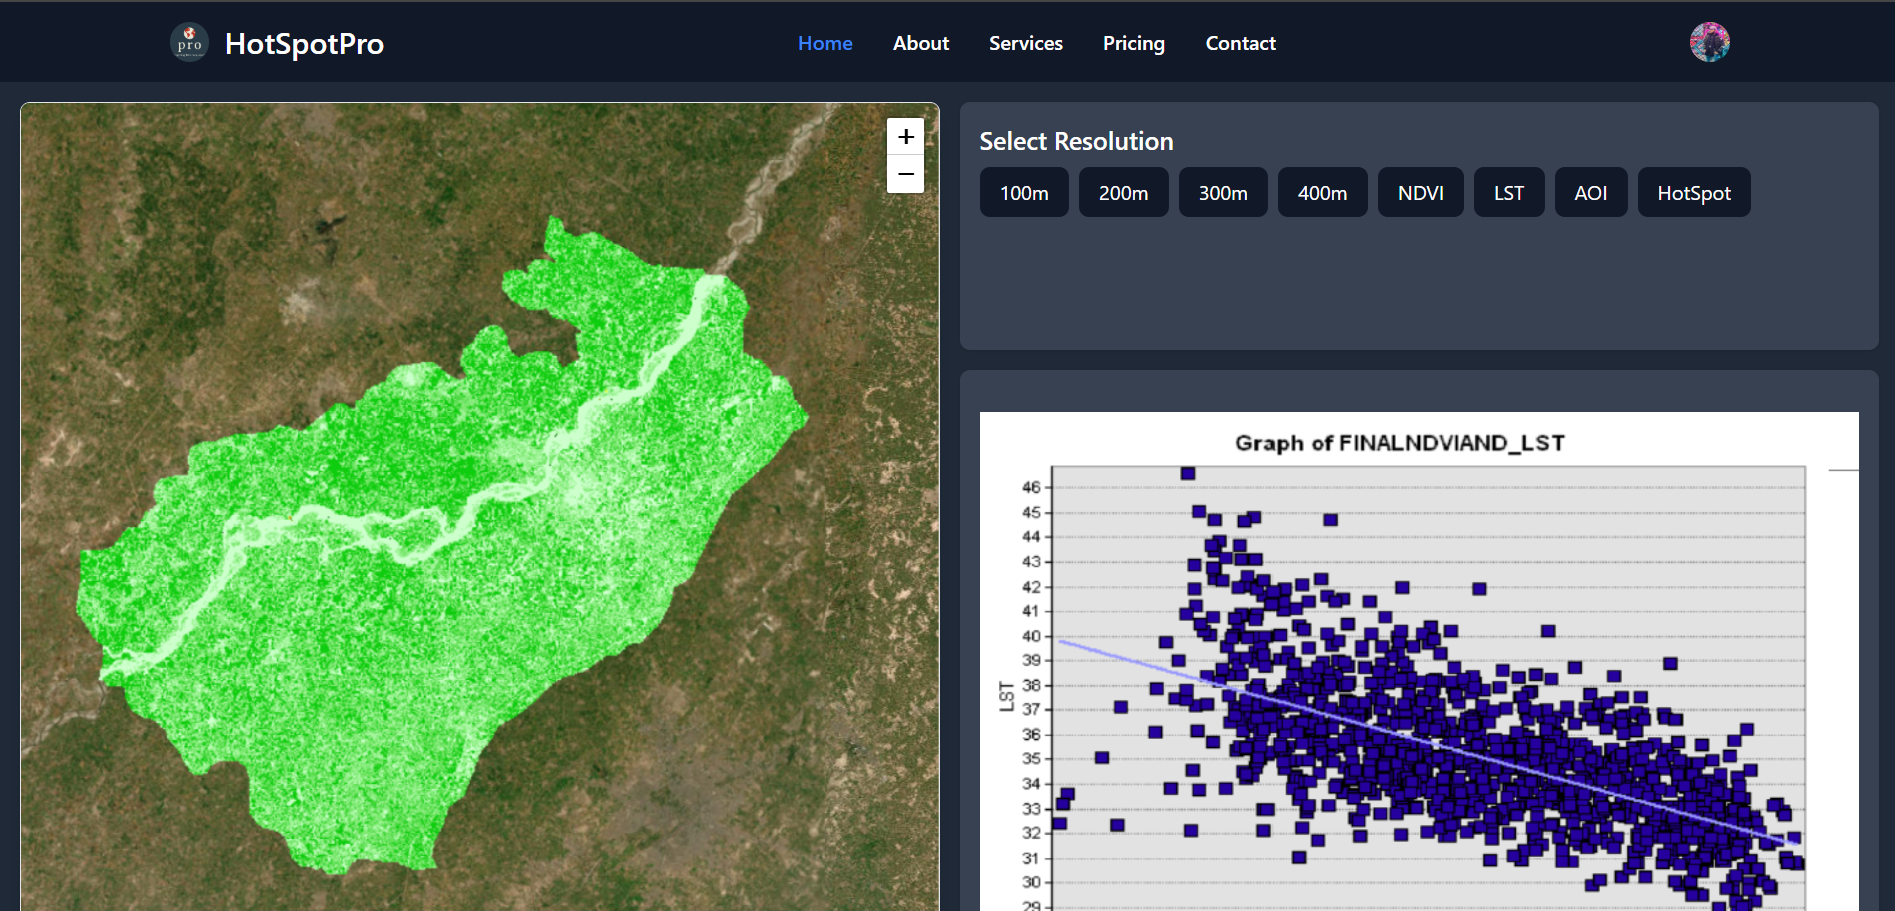 pro
HotSpotPro
Home About Services Pricing Contact
+
−
Select Resolution
100m 200m 300m 400m NDVI LST AOI HotSpot
Graph of FINALNDVIAND_LST
46
45
44
43
42
41
40
39
38
37
36
35
34
33
32
31
30
29
LST